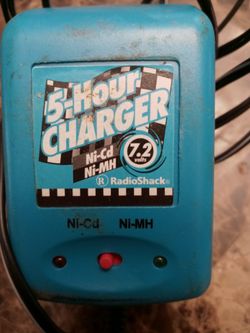 5-HOUR
CHARGER
Ni-Cd
Ni-MH
7.2
volts
® RadioShack®
Ni-Cd Ni-MH